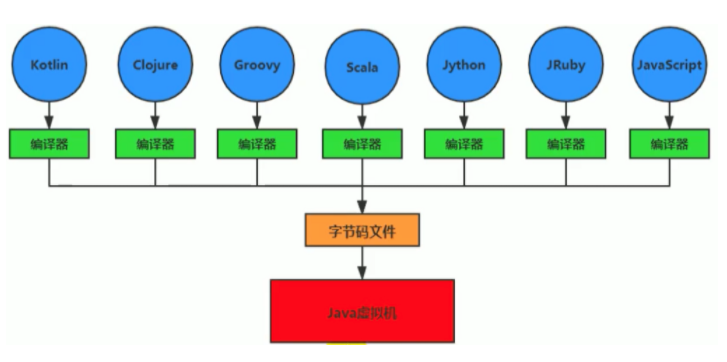 Kotlin
Clojure
Groovy
Scala
Jython
JRuby
JavaScript
编译器
编译器
编译器
编译器
编译器
编译器
编译器
字节码文件
Java虚拟机